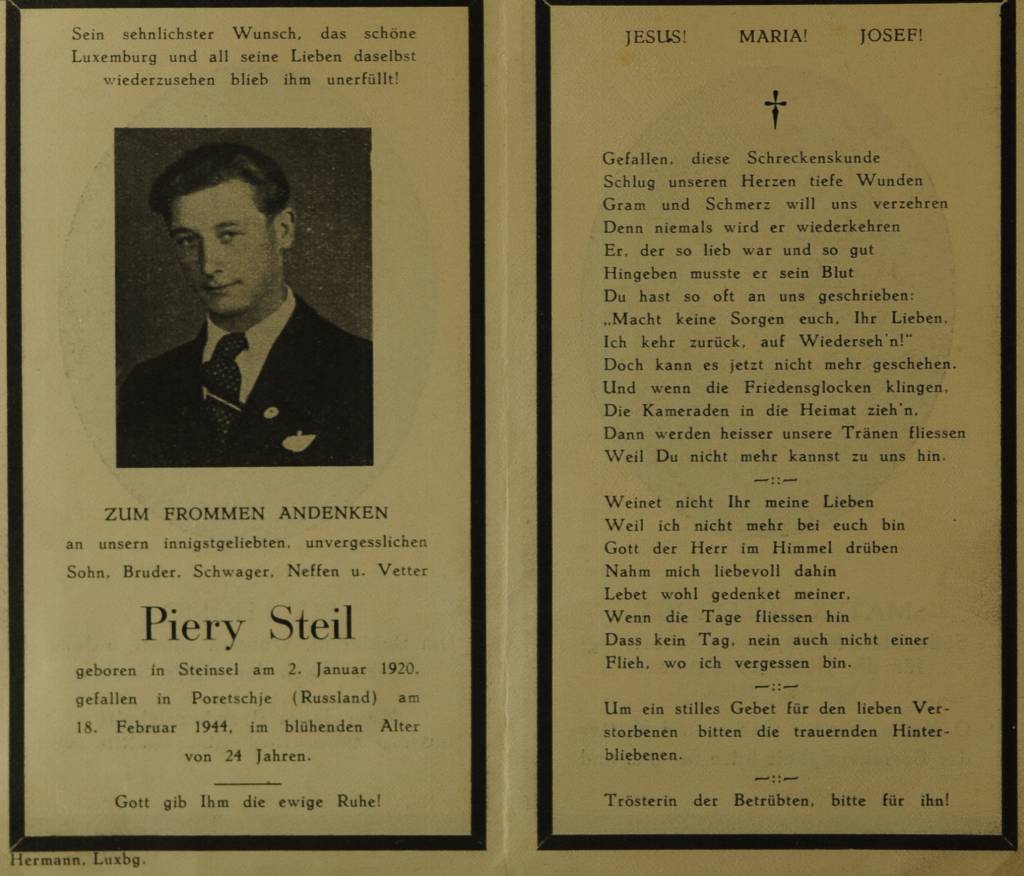 Sein sehnlichster Wunsch, das schöne
Luxemburg und all seine Lieben daselbst
wiederzusehen blieb ihm unerfüllt!
ZUM FROMMEN ANDENKEN
an unsern innigstgeliebten, unvergesslichen
Sohn, Bruder, Schwager, Neffen u. Vetter
Piery Steil
geboren in Steinsel am 2. Januar 1920,
gefallen in Poretschje (Russland) am
18. Februar 1944, im blühenden Alter
von 24 Jahren.
Gott gib Ihm die ewige Ruhe!
Hermann, Luxbg.
JESUS! MARIA! JOSEF!
Gefallen, diese Schreckenskunde
Schlug unseren Herzen tiefe Wunden
Gram und Schmerz will uns verzehren
Denn niemals wird er wiederkehren
Er, der so lieb war und so gut
Hingeben musste er sein Blut
Du hast so oft an uns geschrieben:
„Macht keine Sorgen euch, Ihr Lieben,
Ich kehr zurück, auf Wiederseh'n!"
Doch kann es jetzt nicht mehr geschehen.
Und wenn die Friedensglocken klingen,
Die Kameraden in die Heimat zieh'n,
Dann werden heisser unsere Tränen fliessen
Weil Du nicht mehr kannst zu uns hin.
Weinet nicht Ihr meine Lieben
Weil ich nicht mehr bei euch bin
Gott der Herr im Himmel drüben
Nahm mich liebevoll dahin
Lebet wohl gedenket meiner,
Wenn die Tage fliessen hin
Dass kein Tag, nein auch nicht einer
Flieh, wo ich vergessen bin.
Um ein stilles Gebet für den lieben Ver-
storbenen bitten die trauernden Hinter-
bliebenen.
Trösterin der Betrübten, bitte für ihn!